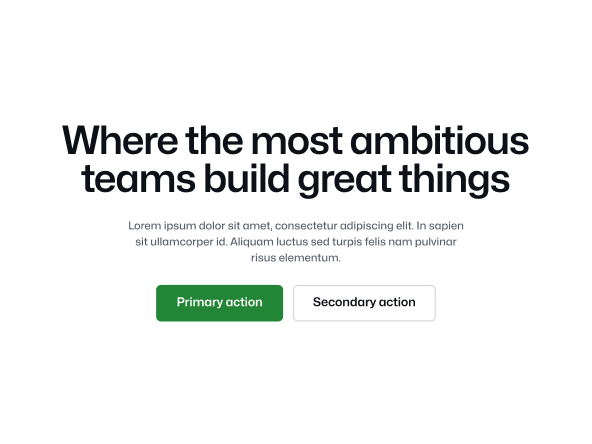 Where the most ambitious
teams build great things
Lorem ipsum dolor sit amet, consectetur adipiscing elit. In sapien
sit ullamcorper id. Aliquam luctus sed turpis felis nam pulvinar
risus elementum.
Primary action
Secondary action